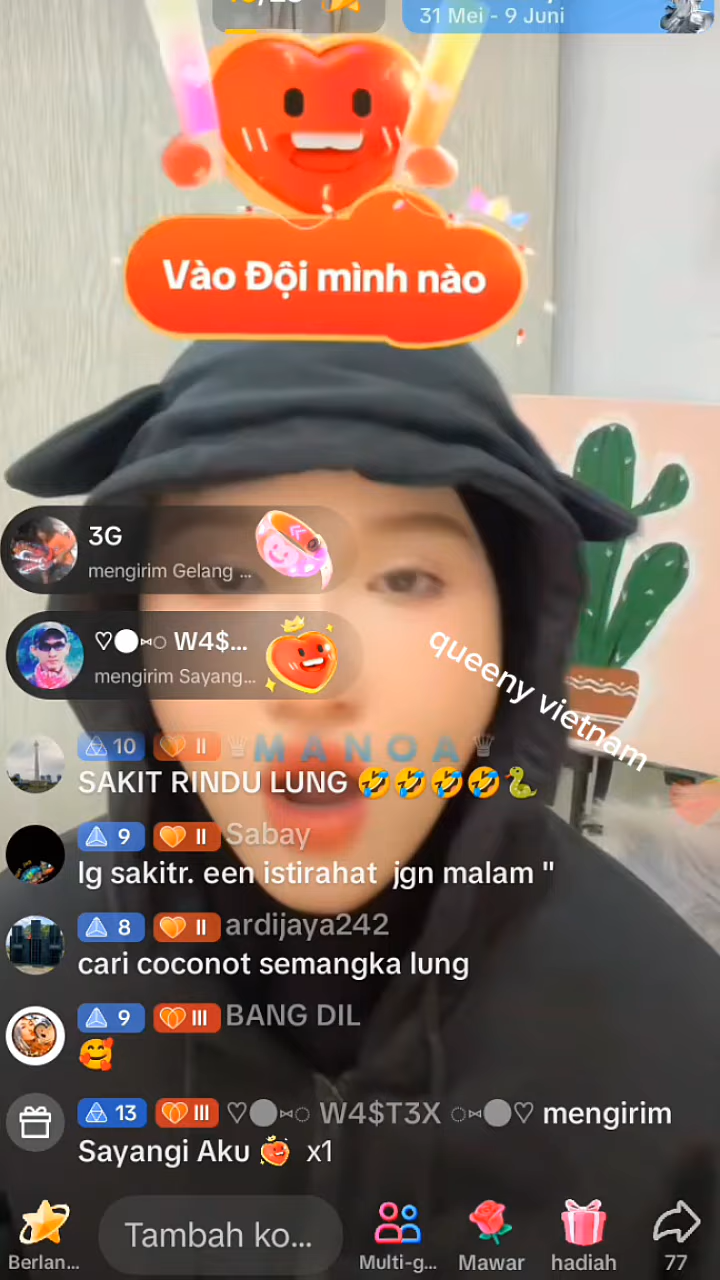 31 Mei - 9 Juni
Vào Đội mình nào
3G
mengirim Gelang ...
♡⬤⑅◌ W4$...
mengirim Sayang...
queeny vietnam
10 II ♕MANOA♕
SAKIT RINDU LUNG 🤣🤣🤣🤣🐍
9 II Sabay
lg sakitr. een istirahat jgn malam "
8 II ardijaya242
cari coconot semangka lung
9 III BANG DIL
🥰
13 III ♡⬤⑅◌ W4$T3X ◌⑅⬤♡ mengirim
Sayangi Aku x1
Berlan... Tambah ko... Multi-g... Mawar hadiah 77